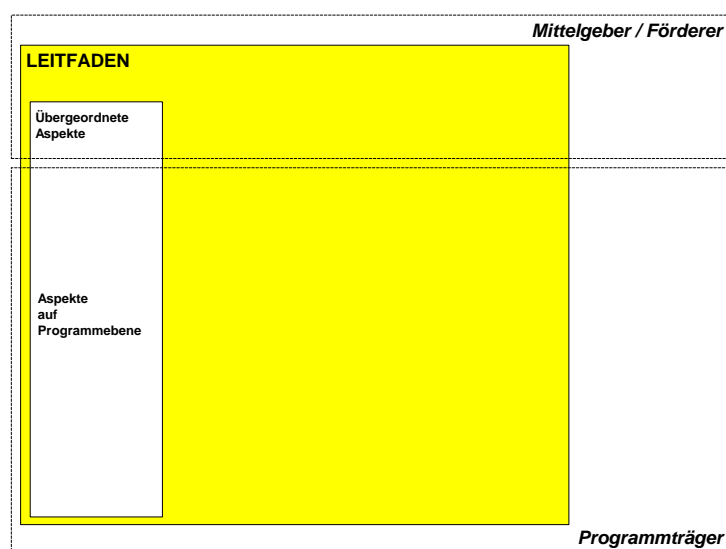 Mittelgeber / Förderer
LEITFADEN
Übergeordnete
Aspekte
Aspekte
auf
Programmebene
Programmträger